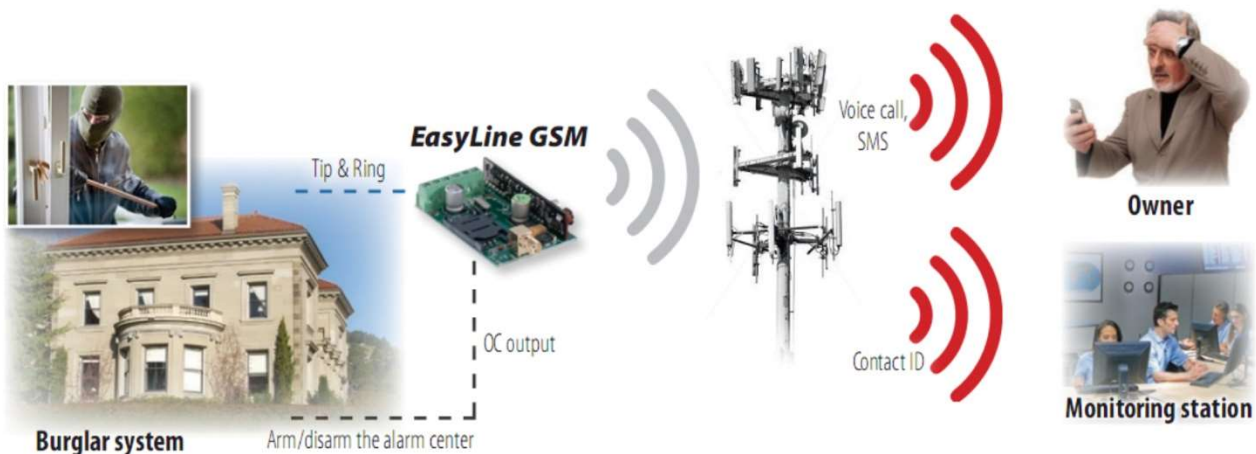 EasyLine GSM
Tip & Ring
Voice call,
SMS
Owner
OC output
Contact ID
Arm/disarm the alarm center
Burglar system
Monitoring station